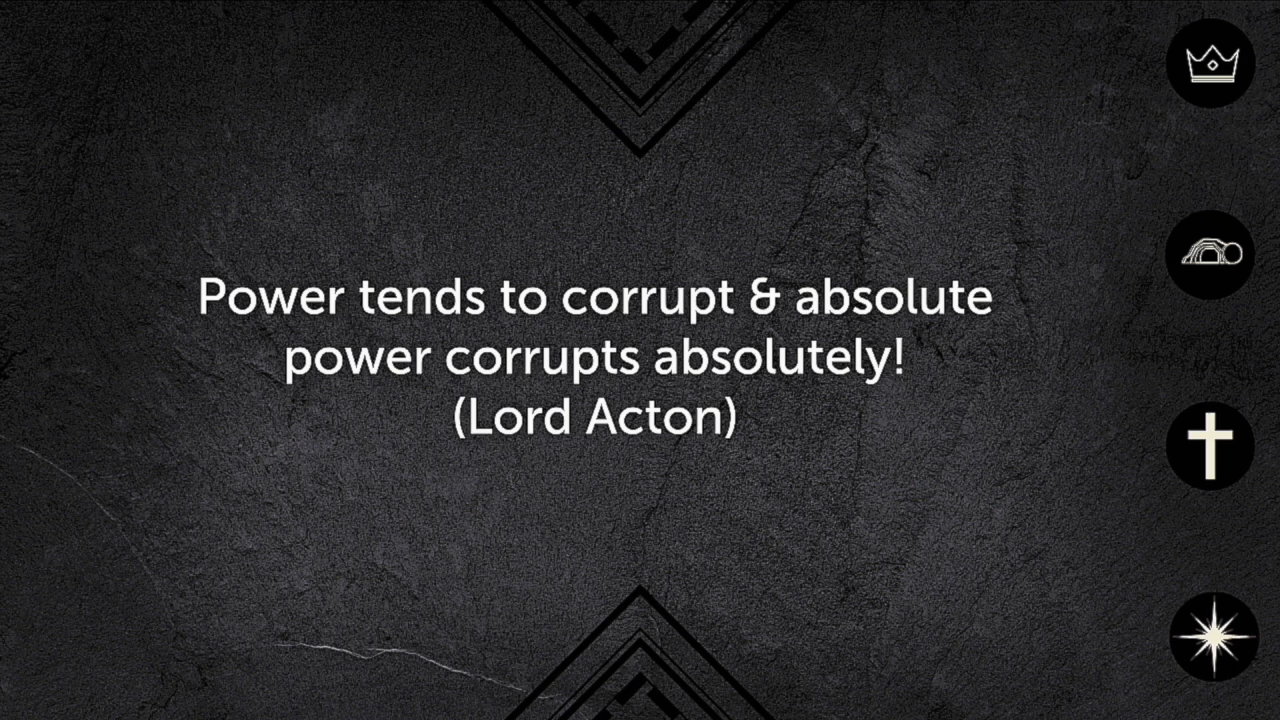 Power tends to corrupt & absolute
power corrupts absolutely!
(Lord Acton)